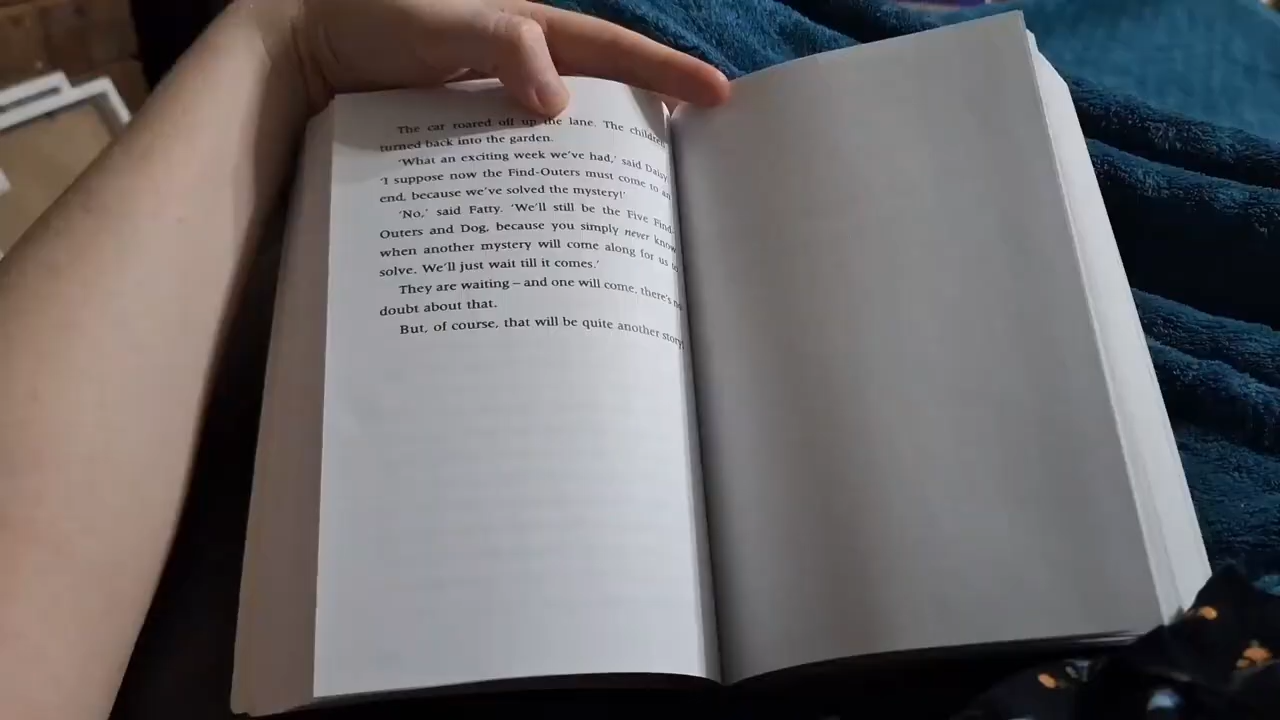 The car roared off up the lane. The children
turned back into the garden.
'What an exciting week we've had,' said Daisy.
'I suppose now the Find-Outers must come to an
end, because we've solved the mystery!'
'No,' said Fatty. 'We'll still be the Five Find-
Outers and Dog, because you simply never know
when another mystery will come along for us to
solve. We'll just wait till it comes.'
They are waiting – and one will come, there's no
doubt about that.
But, of course, that will be quite another story!